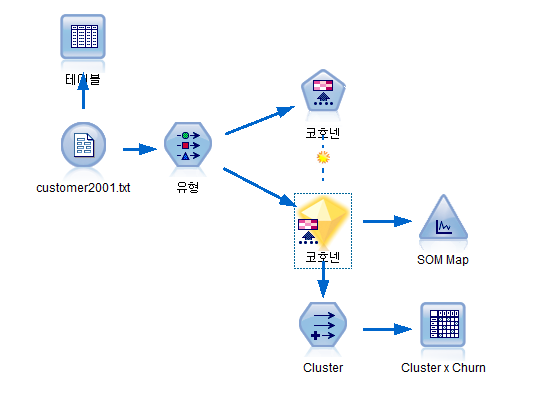 테이블
코호넨
customer2001.txt
유형
코호넨
SOM Map
Cluster
Cluster x Churn